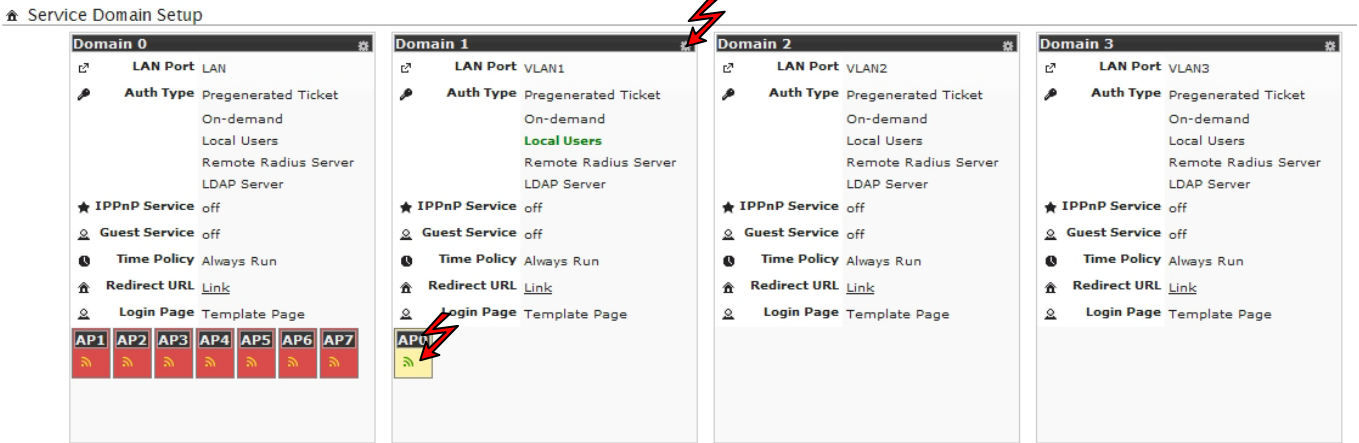 Service Domain Setup
Domain 0
LAN Port LAN
Auth Type Pregenerated Ticket
On-demand
Local Users
Remote Radius Server
LDAP Server
IPPnP Service off
Guest Service off
Time Policy Always Run
Redirect URL Link
Login Page Template Page
AP1 AP2 AP3 AP4 AP5 AP6 AP7
Domain 1
LAN Port VLAN1
Auth Type Pregenerated Ticket
On-demand
Local Users
Remote Radius Server
LDAP Server
IPPnP Service off
Guest Service off
Time Policy Always Run
Redirect URL Link
Login Page Template Page
AP0
Domain 2
LAN Port VLAN2
Auth Type Pregenerated Ticket
On-demand
Local Users
Remote Radius Server
LDAP Server
IPPnP Service off
Guest Service off
Time Policy Always Run
Redirect URL Link
Login Page Template Page
Domain 3
LAN Port VLAN3
Auth Type Pregenerated Ticket
On-demand
Local Users
Remote Radius Server
LDAP Server
IPPnP Service off
Guest Service off
Time Policy Always Run
Redirect URL Link
Login Page Template Page